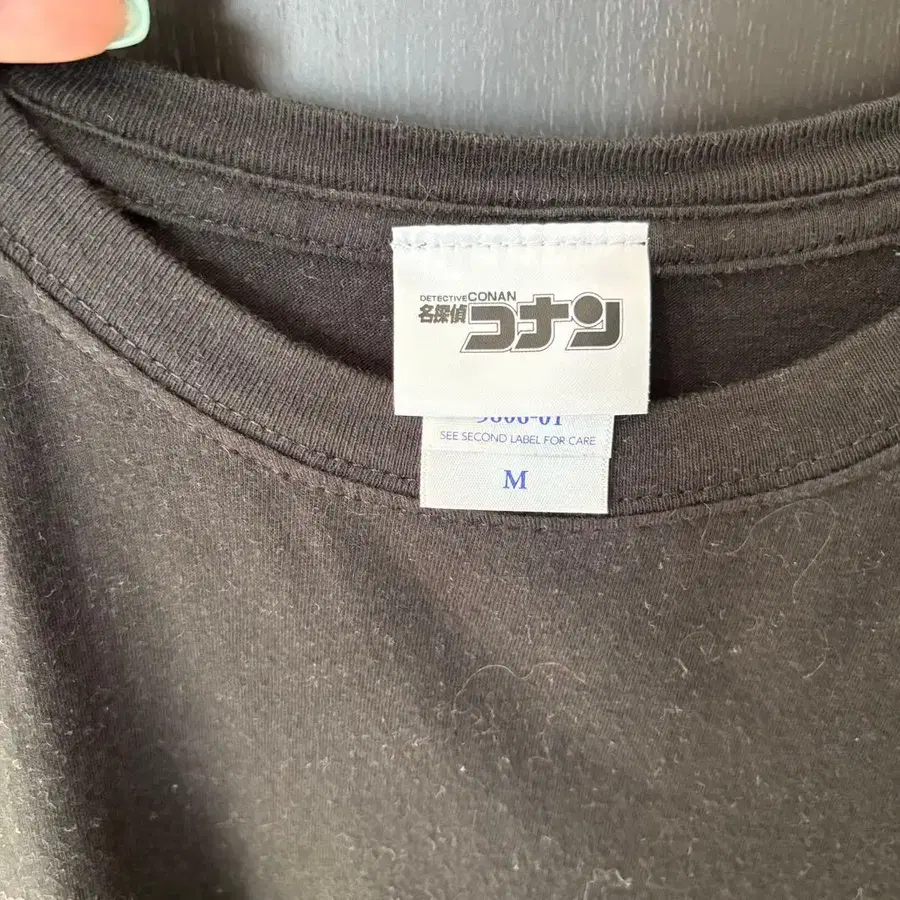 DETECTIVE CONAN
名探偵
コナン
SEE SECOND LABEL FOR CARE
M